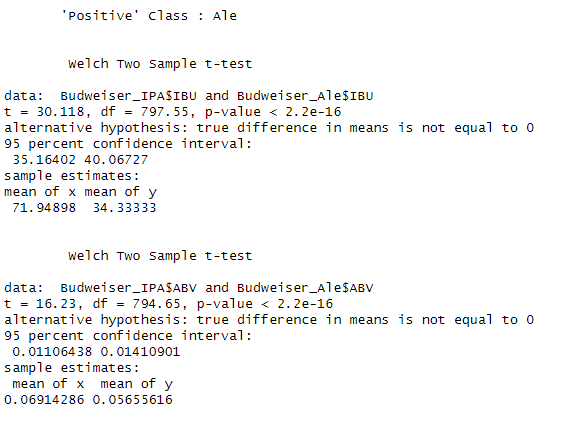 'Positive' Class : Ale
Welch Two Sample t-test
data:  Budweiser_IPA$IBU and Budweiser_Ale$IBU
t = 30.118, df = 797.55, p-value < 2.2e-16
alternative hypothesis: true difference in means is not equal to 0
95 percent confidence interval:
 35.16402 40.06727
sample estimates:
mean of x mean of y
 71.94898  34.33333
Welch Two Sample t-test
data:  Budweiser_IPA$ABV and Budweiser_Ale$ABV
t = 16.23, df = 794.65, p-value < 2.2e-16
alternative hypothesis: true difference in means is not equal to 0
95 percent confidence interval:
 0.01106438 0.01410901
sample estimates:
 mean of x  mean of y
0.06914286 0.05655616